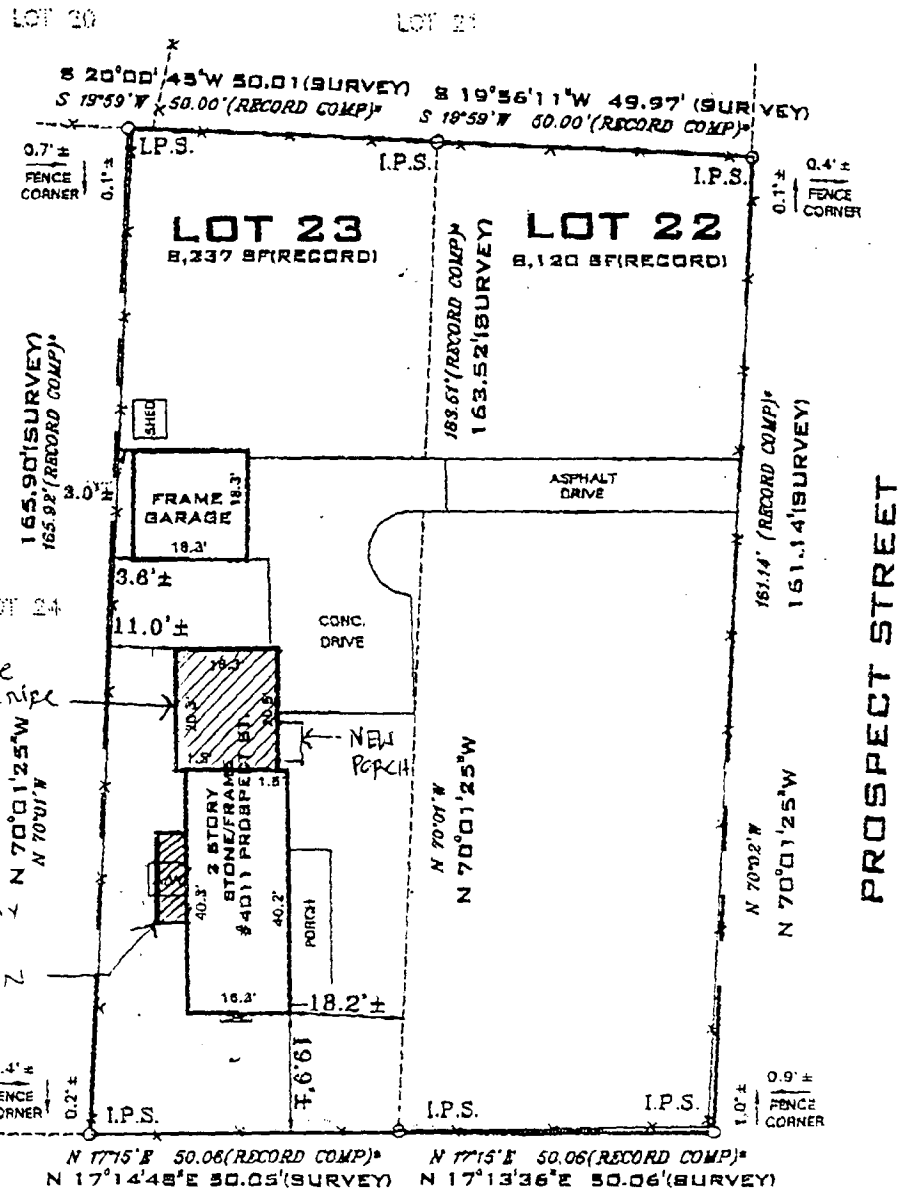 LOT 20
LOT 21
S 20°00'45"W 50.01(SURVEY)
S 19°59'W 50.00'(RECORD COMP)*
S 19°56'11"W 49.97' (SURVEY)
S 19°59'W 50.00'(RECORD COMP)*
0.7'±
FENCE
CORNER
0.1'±
I.P.S.
I.P.S.
I.P.S.
0.4'±
FENCE
CORNER
0.1'±
LOT 23
8,237 SF(RECORD)
LOT 22
8,120 SF(RECORD)
165.90'(SURVEY)
165.92'(RECORD COMP)*
163.61'(RECORD COMP)*
163.52'(SURVEY)
161.14' (RECORD COMP)*
161.14'(SURVEY)
SHED
3.0'±
FRAME
GARAGE
18.3'
18.3'
ASPHALT
DRIVE
3.6'±
11.0'±
CONC.
DRIVE
PROSPECT STREET
OT 24
20.3'
20.5'
1.5'
NEW
PORCH
N 70°01'25"W
N 70°01'W
2 STORY
STONE/FRAME
#4011 PROSPECT ST.
40.3'
40.2'
PORCH
16.3'
18.2'±
19.9'±
N 70°01'W
N 70°01'25"W
N 70°02'W
N 70°01'25"W
.4'±
ENCE
ORNER
0.2'±
I.P.S.
I.P.S.
I.P.S.
1.0'±
0.9'±
FENCE
CORNER
N 17°15'E 50.06(RECORD COMP)*
N 17°14'48"E 50.05'(SURVEY)
N 17°15'E 50.06(RECORD COMP)*
N 17°13'36"E 50.06'(SURVEY)